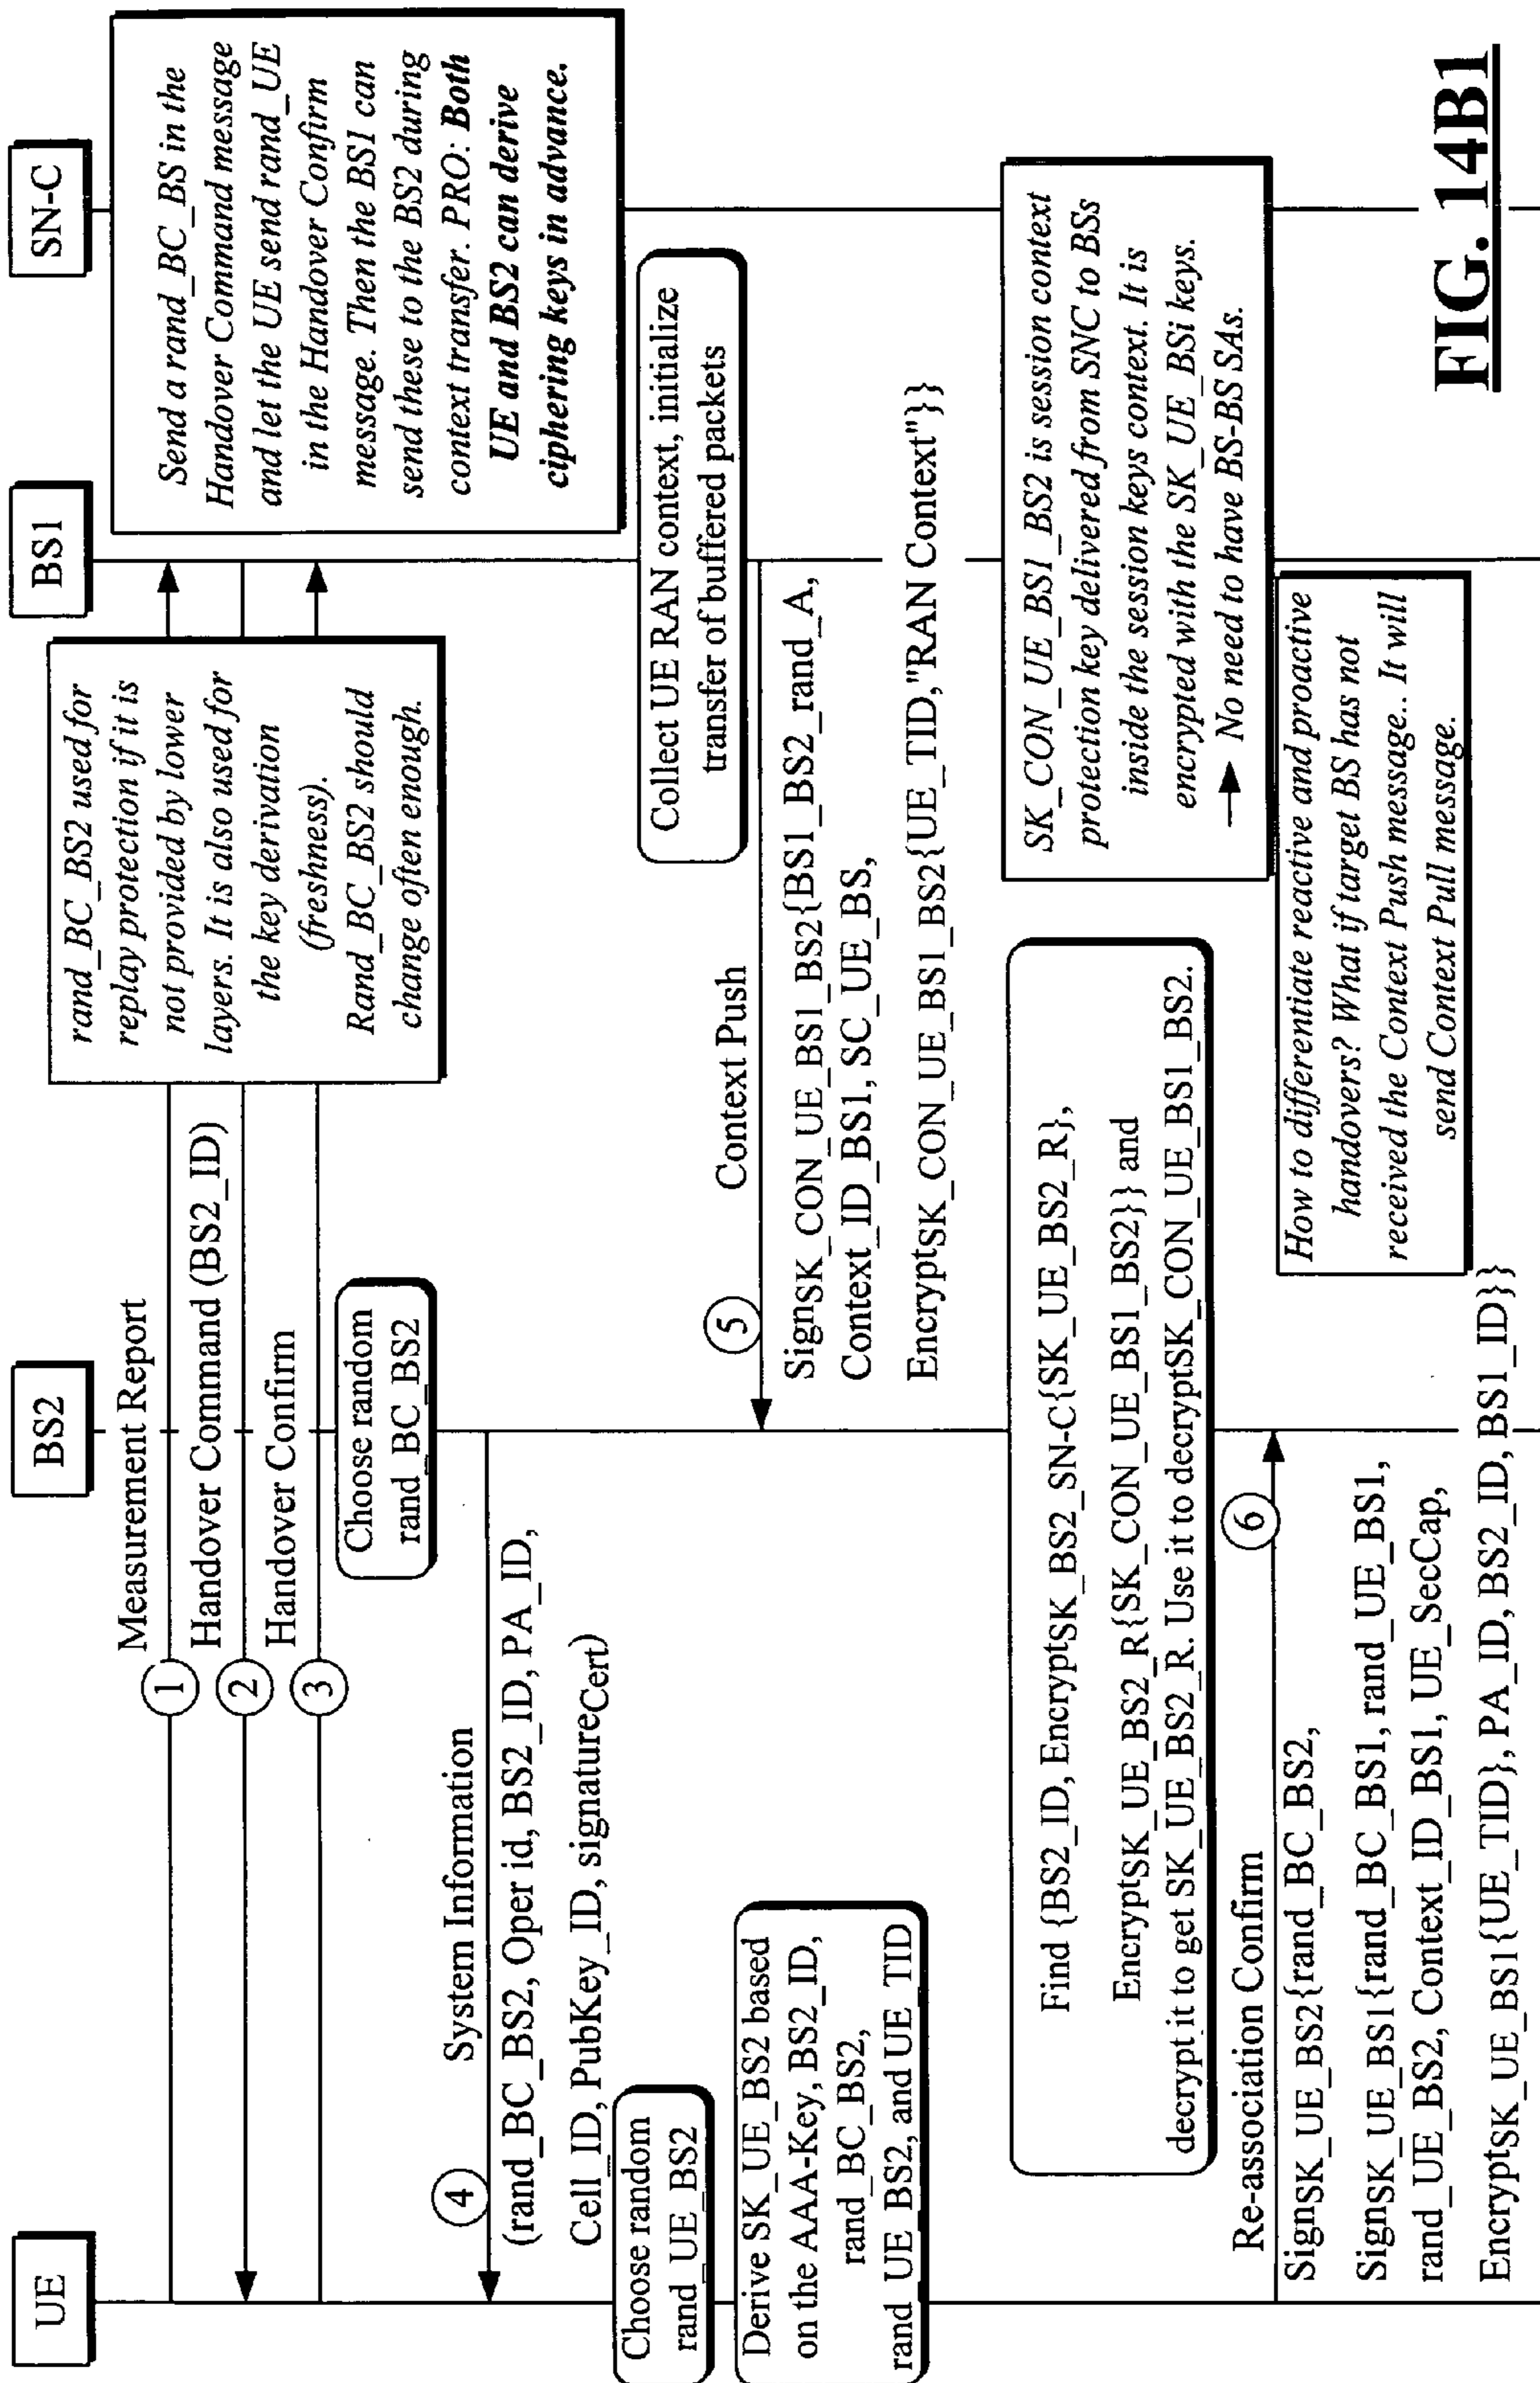 UE
BS2
BS1
SN-C
Measurement Report
1
Handover Command (BS2_ID)
2
Handover Confirm
3
rand_BC_BS2 used for
replay protection if it is
not provided by lower
layers. It is also used for
the key derivation
(freshness).
Rand_BC_BS2 should
change often enough.
Send a rand_BC_BS in the
Handover Command message
and let the UE send rand_UE
in the Handover Confirm
message. Then the BS1 can
send these to the BS2 during
context transfer. PRO: Both
UE and BS2 can derive
ciphering keys in advance.
Choose random
rand_BC_BS2
System Information
4
(rand_BC_BS2, Oper id, BS2_ID, PA_ID,
Cell_ID, PubKey_ID, signatureCert)
Choose random
rand_UE_BS2
Derive SK_UE_BS2 based
on the AAA-Key, BS2_ID,
rand_BC_BS2,
rand_UE_BS2, and UE_TID
Collect UE RAN context, initialize
transfer of buffered packets
Context Push
5
SignSK_CON_UE_BS1_BS2{BS1_BS2_rand_A,
Context_ID_BS1, SC_UE_BS,
EncryptSK_CON_UE_BS1_BS2{UE_TID,"RAN Context"}}
Find {BS2_ID, EncryptSK_BS2_SN-C{SK_UE_BS2_R},
EncryptSK_UE_BS2_R{SK_CON_UE_BS1_BS2}} and
decrypt it to get SK_UE_BS2_R. Use it to decryptSK_CON_UE_BS1_BS2.
SK_CON_UE_BS1_BS2 is session context
protection key delivered from SNC to BSs
inside the session keys context. It is
encrypted with the SK_UE_BSi keys.
→ No need to have BS-BS SAs.
How to differentiate reactive and proactive
handovers? What if target BS has not
received the Context Push message.. It will
send Context Pull message.
Re-association Confirm
6
SignSK_UE_BS2{rand_BC_BS2,
SignSK_UE_BS1{rand_BC_BS1, rand_UE_BS1,
rand_UE_BS2, Context_ID_BS1, UE_SecCap,
EncryptSK_UE_BS1{UE_TID}, PA_ID, BS2_ID, BS1_ID}}
FIG. 14B1